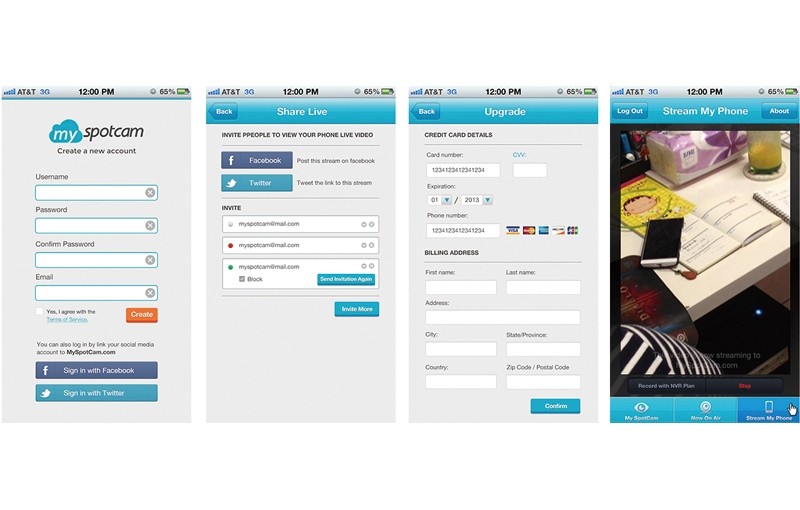 AT&T 3G 12:00 PM 65%
my spotcam
Create a new account
Username
Password
Confirm Password
Email
Yes, I agree with the
Terms of Service.
Create
You can also log in by link your social media
account to MySpotCam.com
Sign in with Facebook
Sign in with Twitter
AT&T 3G 12:00 PM 65%
Back Share Live
INVITE PPEOPLE TO VIEW YOUR PHONE LIVE VIDEO
Facebook Post this stream on facebook
Twitter Tweet the link to this stream
INVITE
myspotcam@mail.com
myspotcam@mail.com
myspotcam@mail.com
Block Send Invitation Again
Invite More
AT&T 3G 12:00 PM 65%
Back Upgrade
CREDIT CARD DETAILS
Card number: CVV:
1234123412341234
Expiration:
01 / 2013
Phone number:
1234123412341234 VISA
BILLING ADDRESS
First name: Last name:
Address:
City: State/Province:
Country: Zip Code / Postal Code
Confirm
AT&T 3G 12:00 PM 65%
Log Out Stream My Phone About
DIABLO
streaming to
Record with NVR Plan Stop
My SpotCam Now On Air Stream My Phone